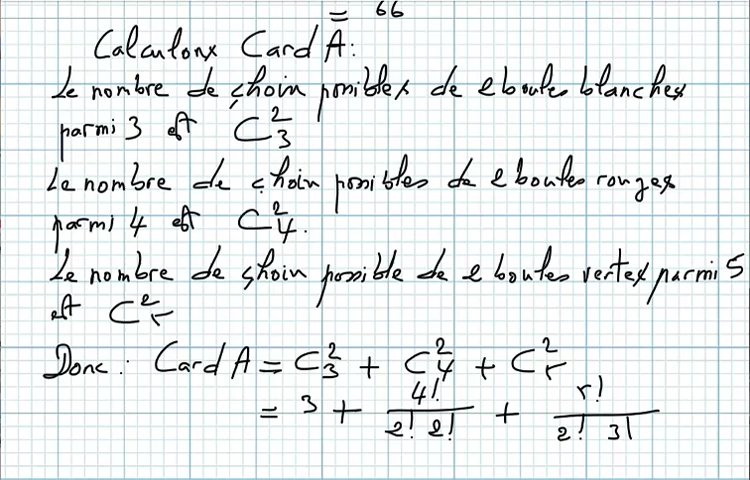 = 66
Calculons Card A:
Le nombre de choix possibles de 2 boules blanches
parmi 3 est C₃²
Le nombre de choix possibles de 2 boules rouges
parmi 4 est C₄².
Le nombre de choix possible de 2 boules vertes parmi 5
est C₅²
Donc : Card A = C₃² + C₄² + C₅²
= 3 + 4!/(2! 2!) + 5!/(2! 3!)